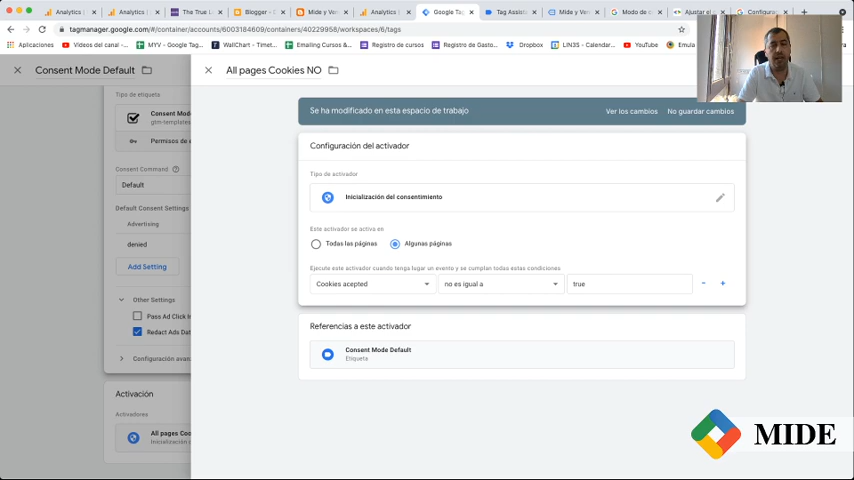 Analytics
Analytics
The True L
Blogger -
Mide y Ven
Analytics
Google Tag
Tag Assista
Mide y Ven
Modo de
Ajustar el
Configurac
tagmanager.google.com/#/container/accounts/6003184609/containers/40229958/workspaces/6/tags
Aplicaciones
Vídeos del canal -
MYV - Google Tag
WallChart - Timet
Emailing Cursos &
Registro de cursos
Registro de Gasto
Dropbox
LIN3S - Calendar
YouTube
Emula
Consent Mode Default
All pages Cookies NO
Tipo de etiqueta
Consent Mod
gtm-templates
Permisos d
Consent Command
Default
Default Consent Settings
Advertising
denied
Add Setting
Other Settings
Pass Ad Click In
Redact Ads Dat
Configuración avan
Activación
Activadores
All pages Coo
Inicialización
Se ha modificado en esta espacio de trabajo
Ver los cambios
No guardar cambios
Configuración del activador
Tipo de activador
Inicialización del consentimiento
Este activador se activa en
Todas las páginas
Algunas páginas
Ejecute este activador cuando tenga lugar un evento y se cumplan todas estas condiciones
Cookies acepted
no es igual a
true
Referencias a este activador
Consent Mode Default
Etiqueta
MIDE